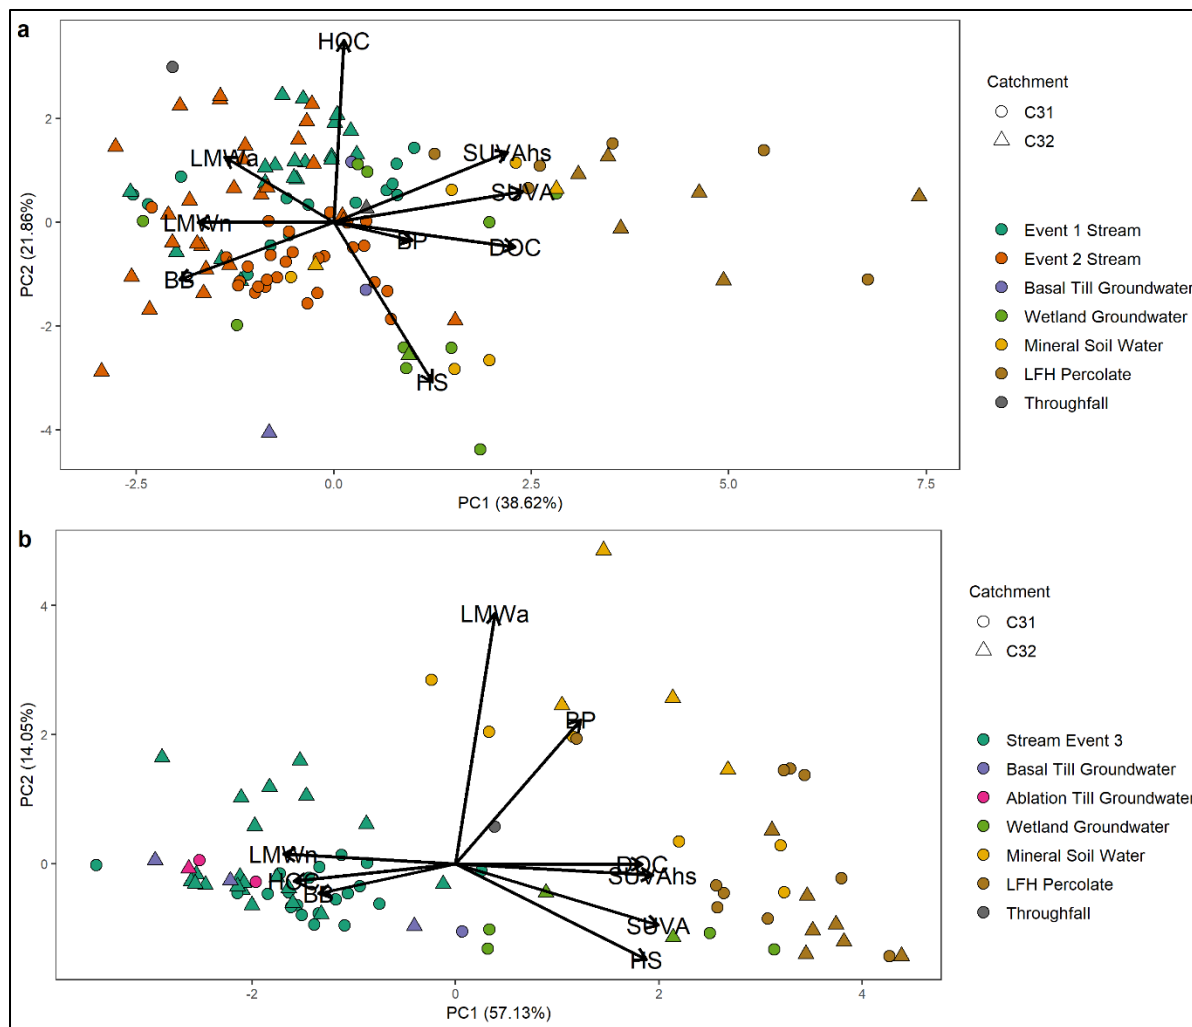 a
HOC
SUVAhs
LMWa
SUVA
LMWn
BP
DOC
BB
HS
2
0
-2
-4
PC2 (21.86%)
-2.5
0.0
2.5
5.0
7.5
PC1 (38.62%)
Catchment
C31
C32
Event 1 Stream
Event 2 Stream
Basal Till Groundwater
Wetland Groundwater
Mineral Soil Water
LFH Percolate
Throughfall
b
LMWa
BP
LMWn
DOC
HOC
SUVAhs
BB
SUVA
HS
4
2
0
PC2 (14.05%)
-2
0
2
4
PC1 (57.13%)
Catchment
C31
C32
Stream Event 3
Basal Till Groundwater
Ablation Till Groundwater
Wetland Groundwater
Mineral Soil Water
LFH Percolate
Throughfall